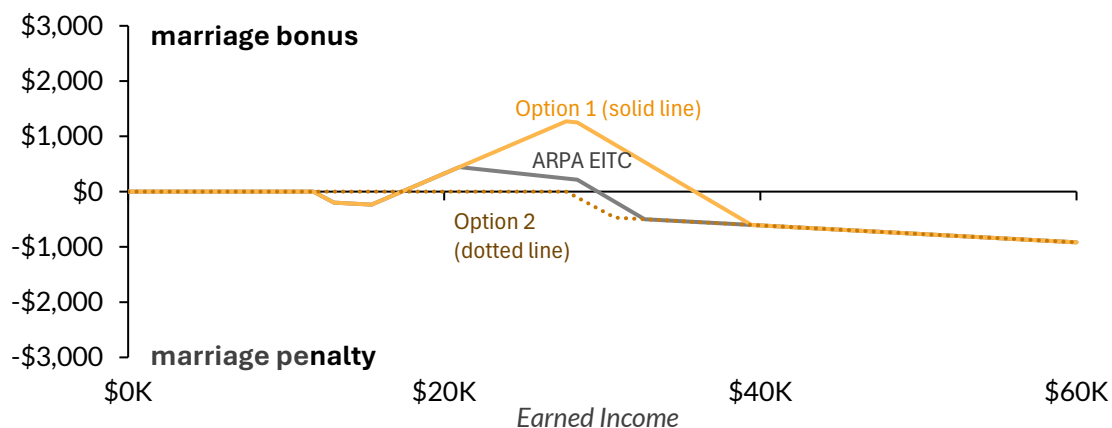 $3,000
marriage bonus
$2,000
$1,000
Option 1 (solid line)
ARPA EITC
$0
Option 2
(dotted line)
-$1,000
-$2,000
-$3,000
marriage penalty
$0K
$20K
$40K
$60K
Earned Income